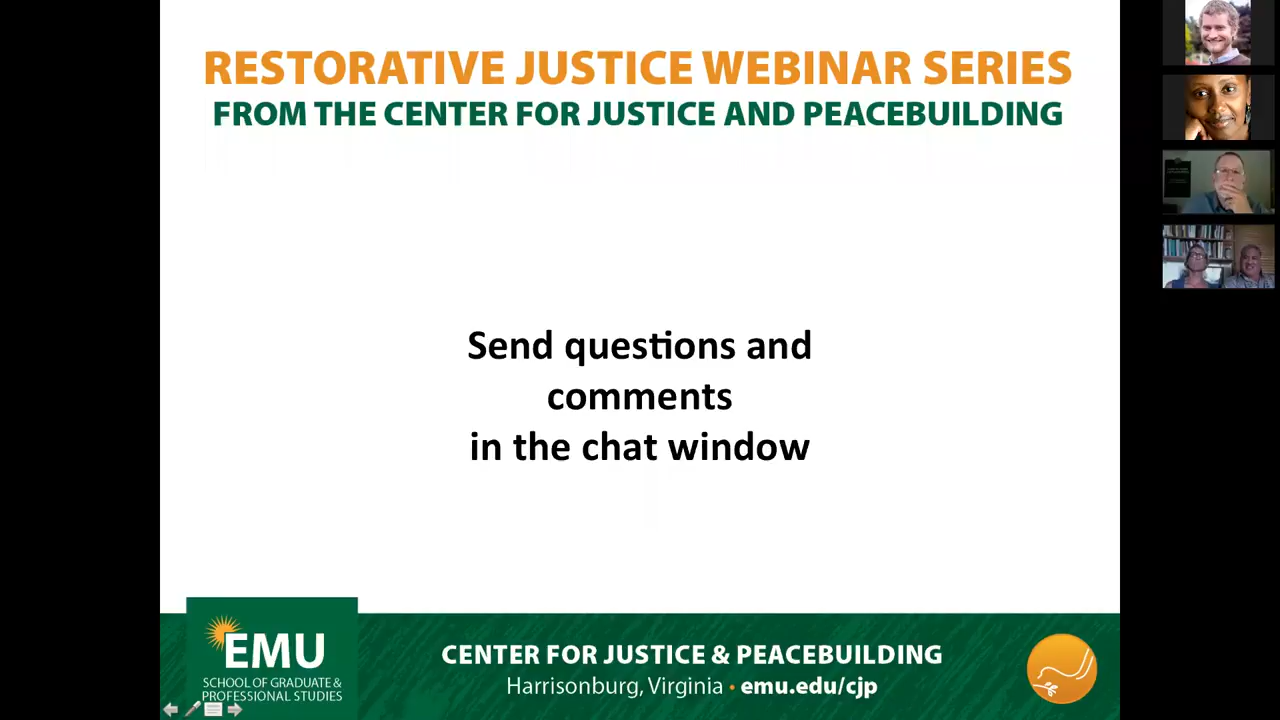 RESTORATIVE JUSTICE WEBINAR SERIES
FROM THE CENTER FOR JUSTICE AND PEACEBUILDING
Send questions and
comments
in the chat window
EMU
SCHOOL OF GRADUATE &
PROFESSIONAL STUDIES
CENTER FOR JUSTICE & PEACEBUILDING
Harrisonburg, Virginia • emu.edu/cjp